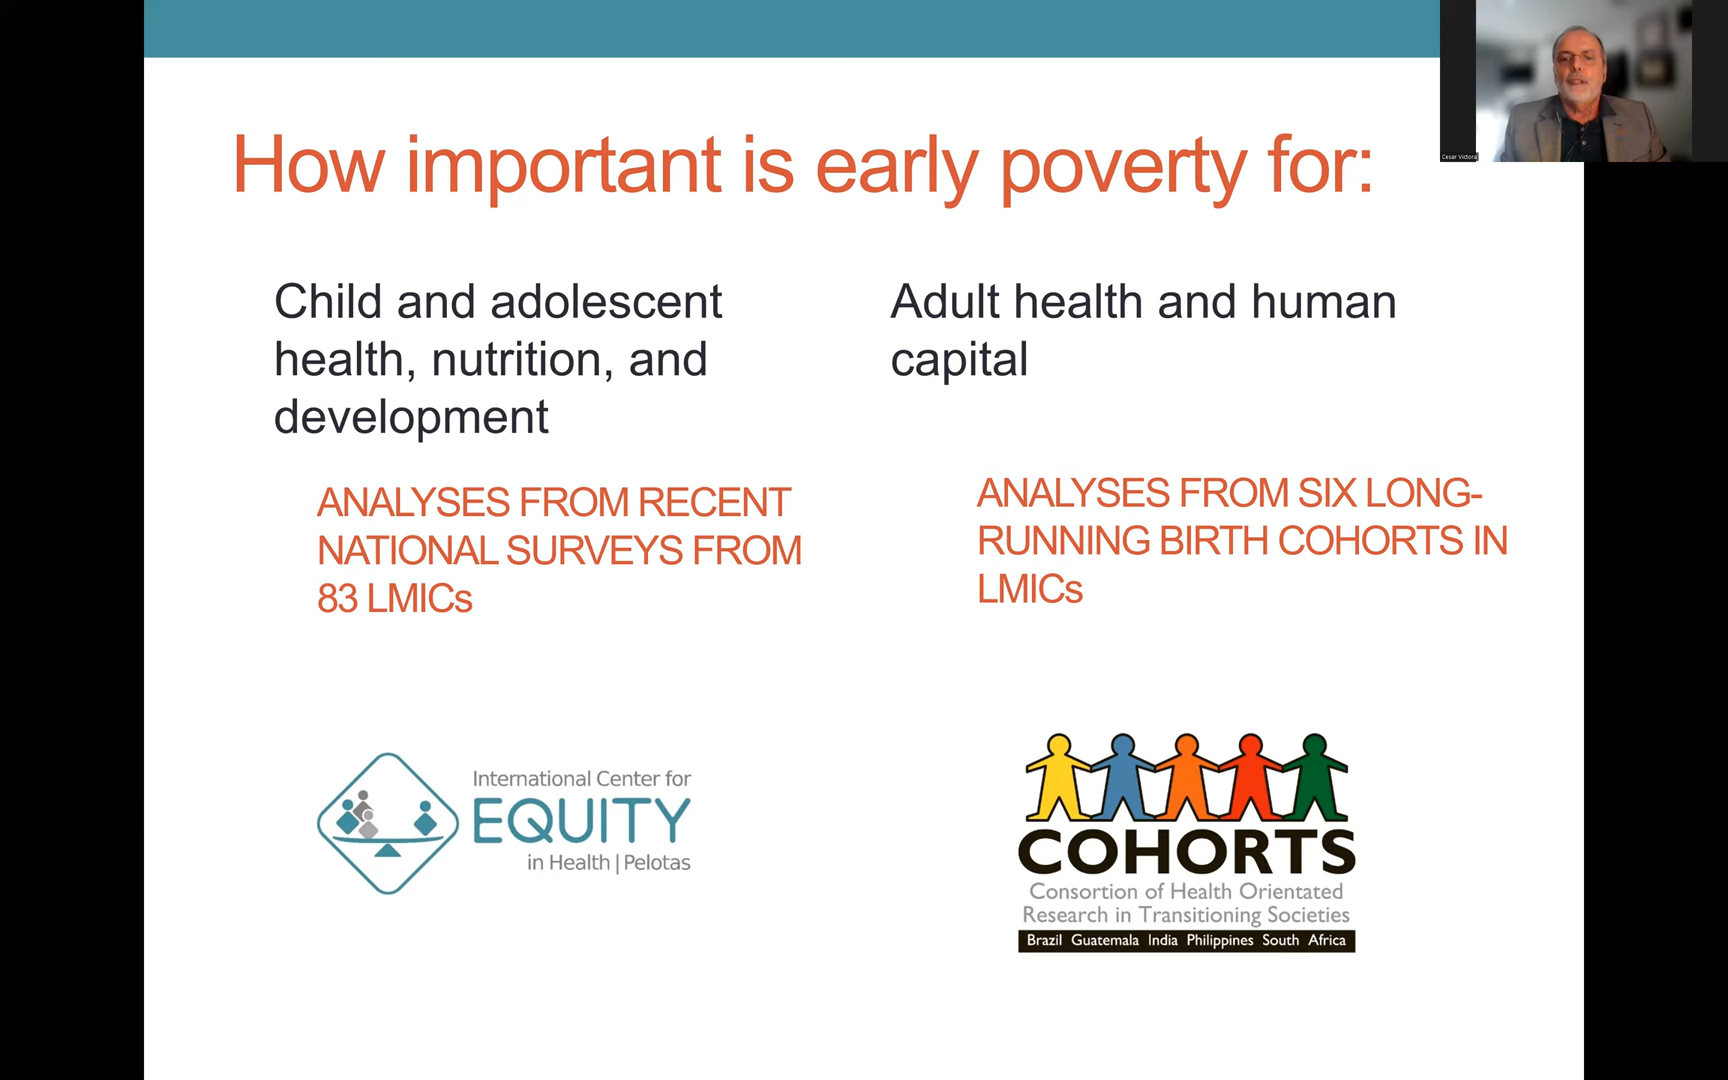 How important is early poverty for:
Child and adolescent
health, nutrition, and
development
ANALYSES FROM RECENT
NATIONAL SURVEYS FROM
83 LMICs
International Center for
EQUITY
in Health | Pelotas
Adult health and human
capital
ANALYSES FROM SIX LONG-
RUNNING BIRTH COHORTS IN
LMICs
COHORTS
Consortion of Health Orientated
Research in Transitioning Societies
Brazil Guatemala India Philippines South Africa
Cesar Victora